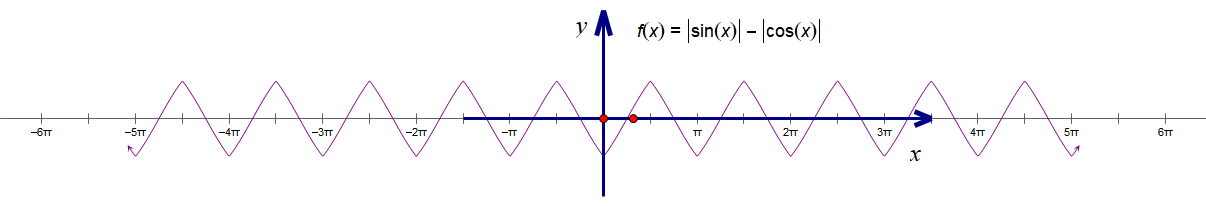 y
f(x) = |sin(x)| – |cos(x)|
–6π –5π –4π –3π –2π –π π 2π 3π 4π 5π 6π
x